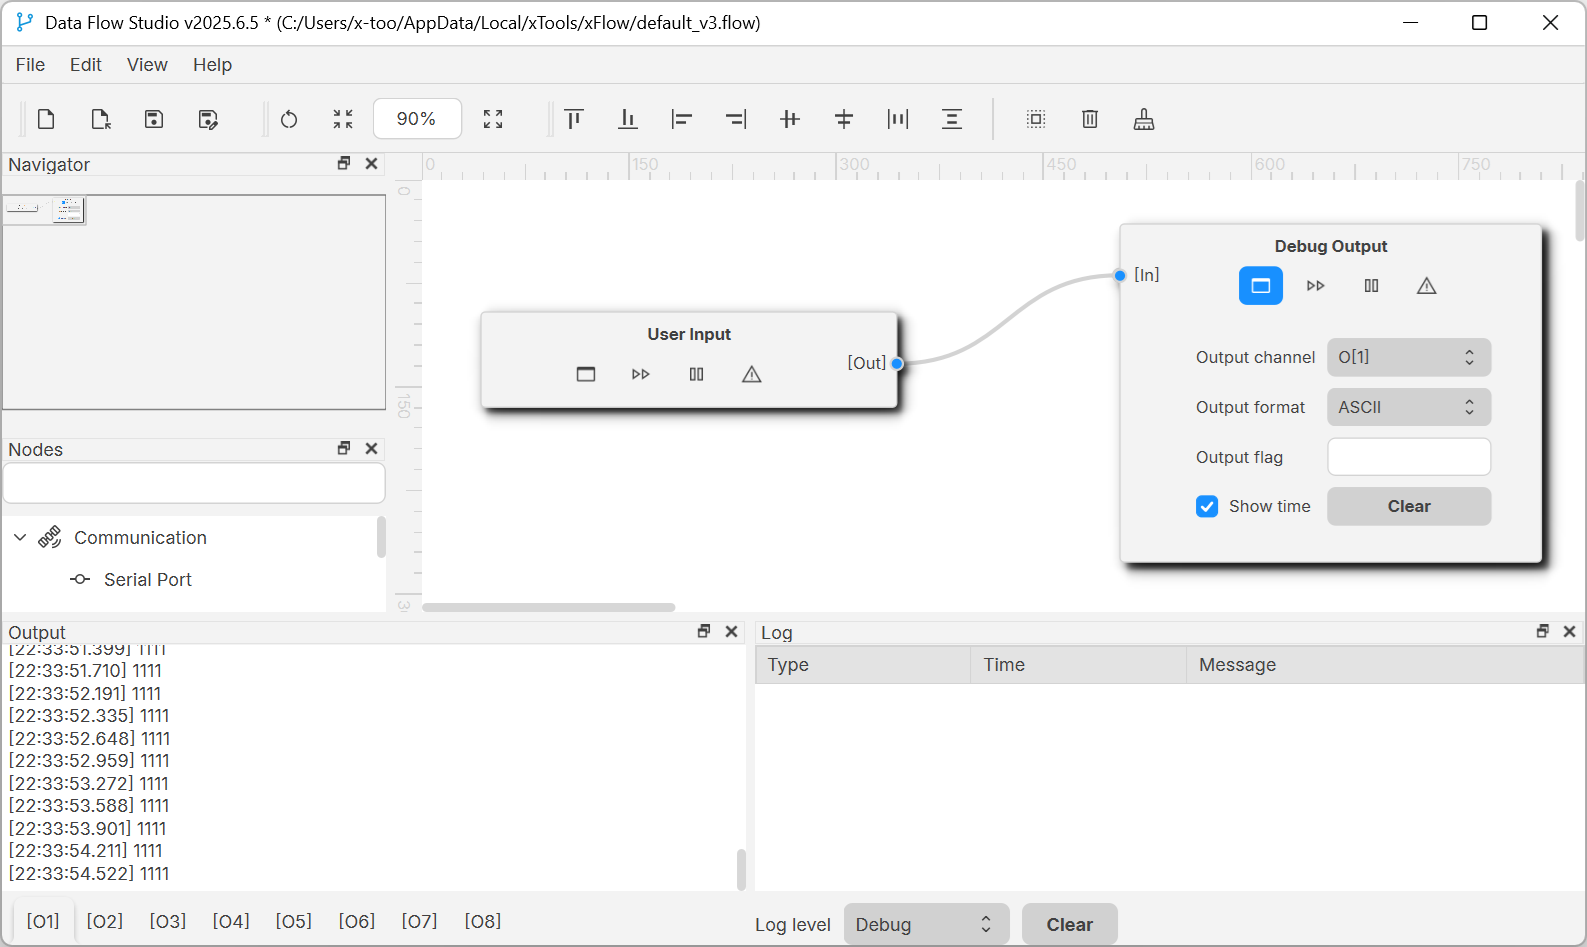 Data Flow Studio v2025.6.5 * (C:/Users/x-too/AppData/Local/xTools/xFlow/default_v3.flow)
File Edit View Help
90%
Navigator
0 150 300 450 600 750
0
150
Debug Output
[In]
Output channel O[1]
Output format ASCII
Output flag
Show time Clear
User Input
[Out]
Nodes
Communication
Serial Port
Output
[22:33:51.399] 1111
[22:33:51.710] 1111
[22:33:52.191] 1111
[22:33:52.335] 1111
[22:33:52.648] 1111
[22:33:52.959] 1111
[22:33:53.272] 1111
[22:33:53.588] 1111
[22:33:53.901] 1111
[22:33:54.211] 1111
[22:33:54.522] 1111
[O1] [O2] [O3] [O4] [O5] [O6] [O7] [O8]
Log
Type Time Message
Log level Debug Clear